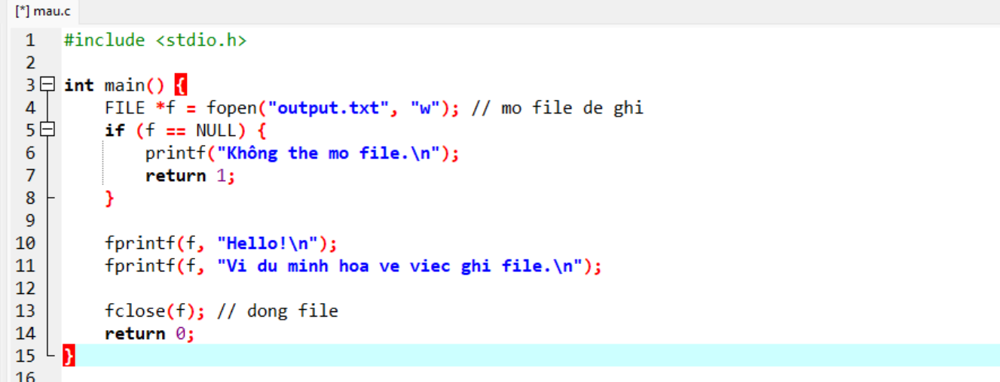 [*] mau.c
1 #include <stdio.h>
2
3 int main() {
4 FILE *f = fopen("output.txt", "w"); // mo file de ghi
5 if (f == NULL) {
6 printf("Không the mo file.\n");
7 return 1;
8 }
9
10 fprintf(f, "Hello!\n");
11 fprintf(f, "Vi du minh hoa ve viec ghi file.\n");
12
13 fclose(f); // dong file
14 return 0;
15 }
16